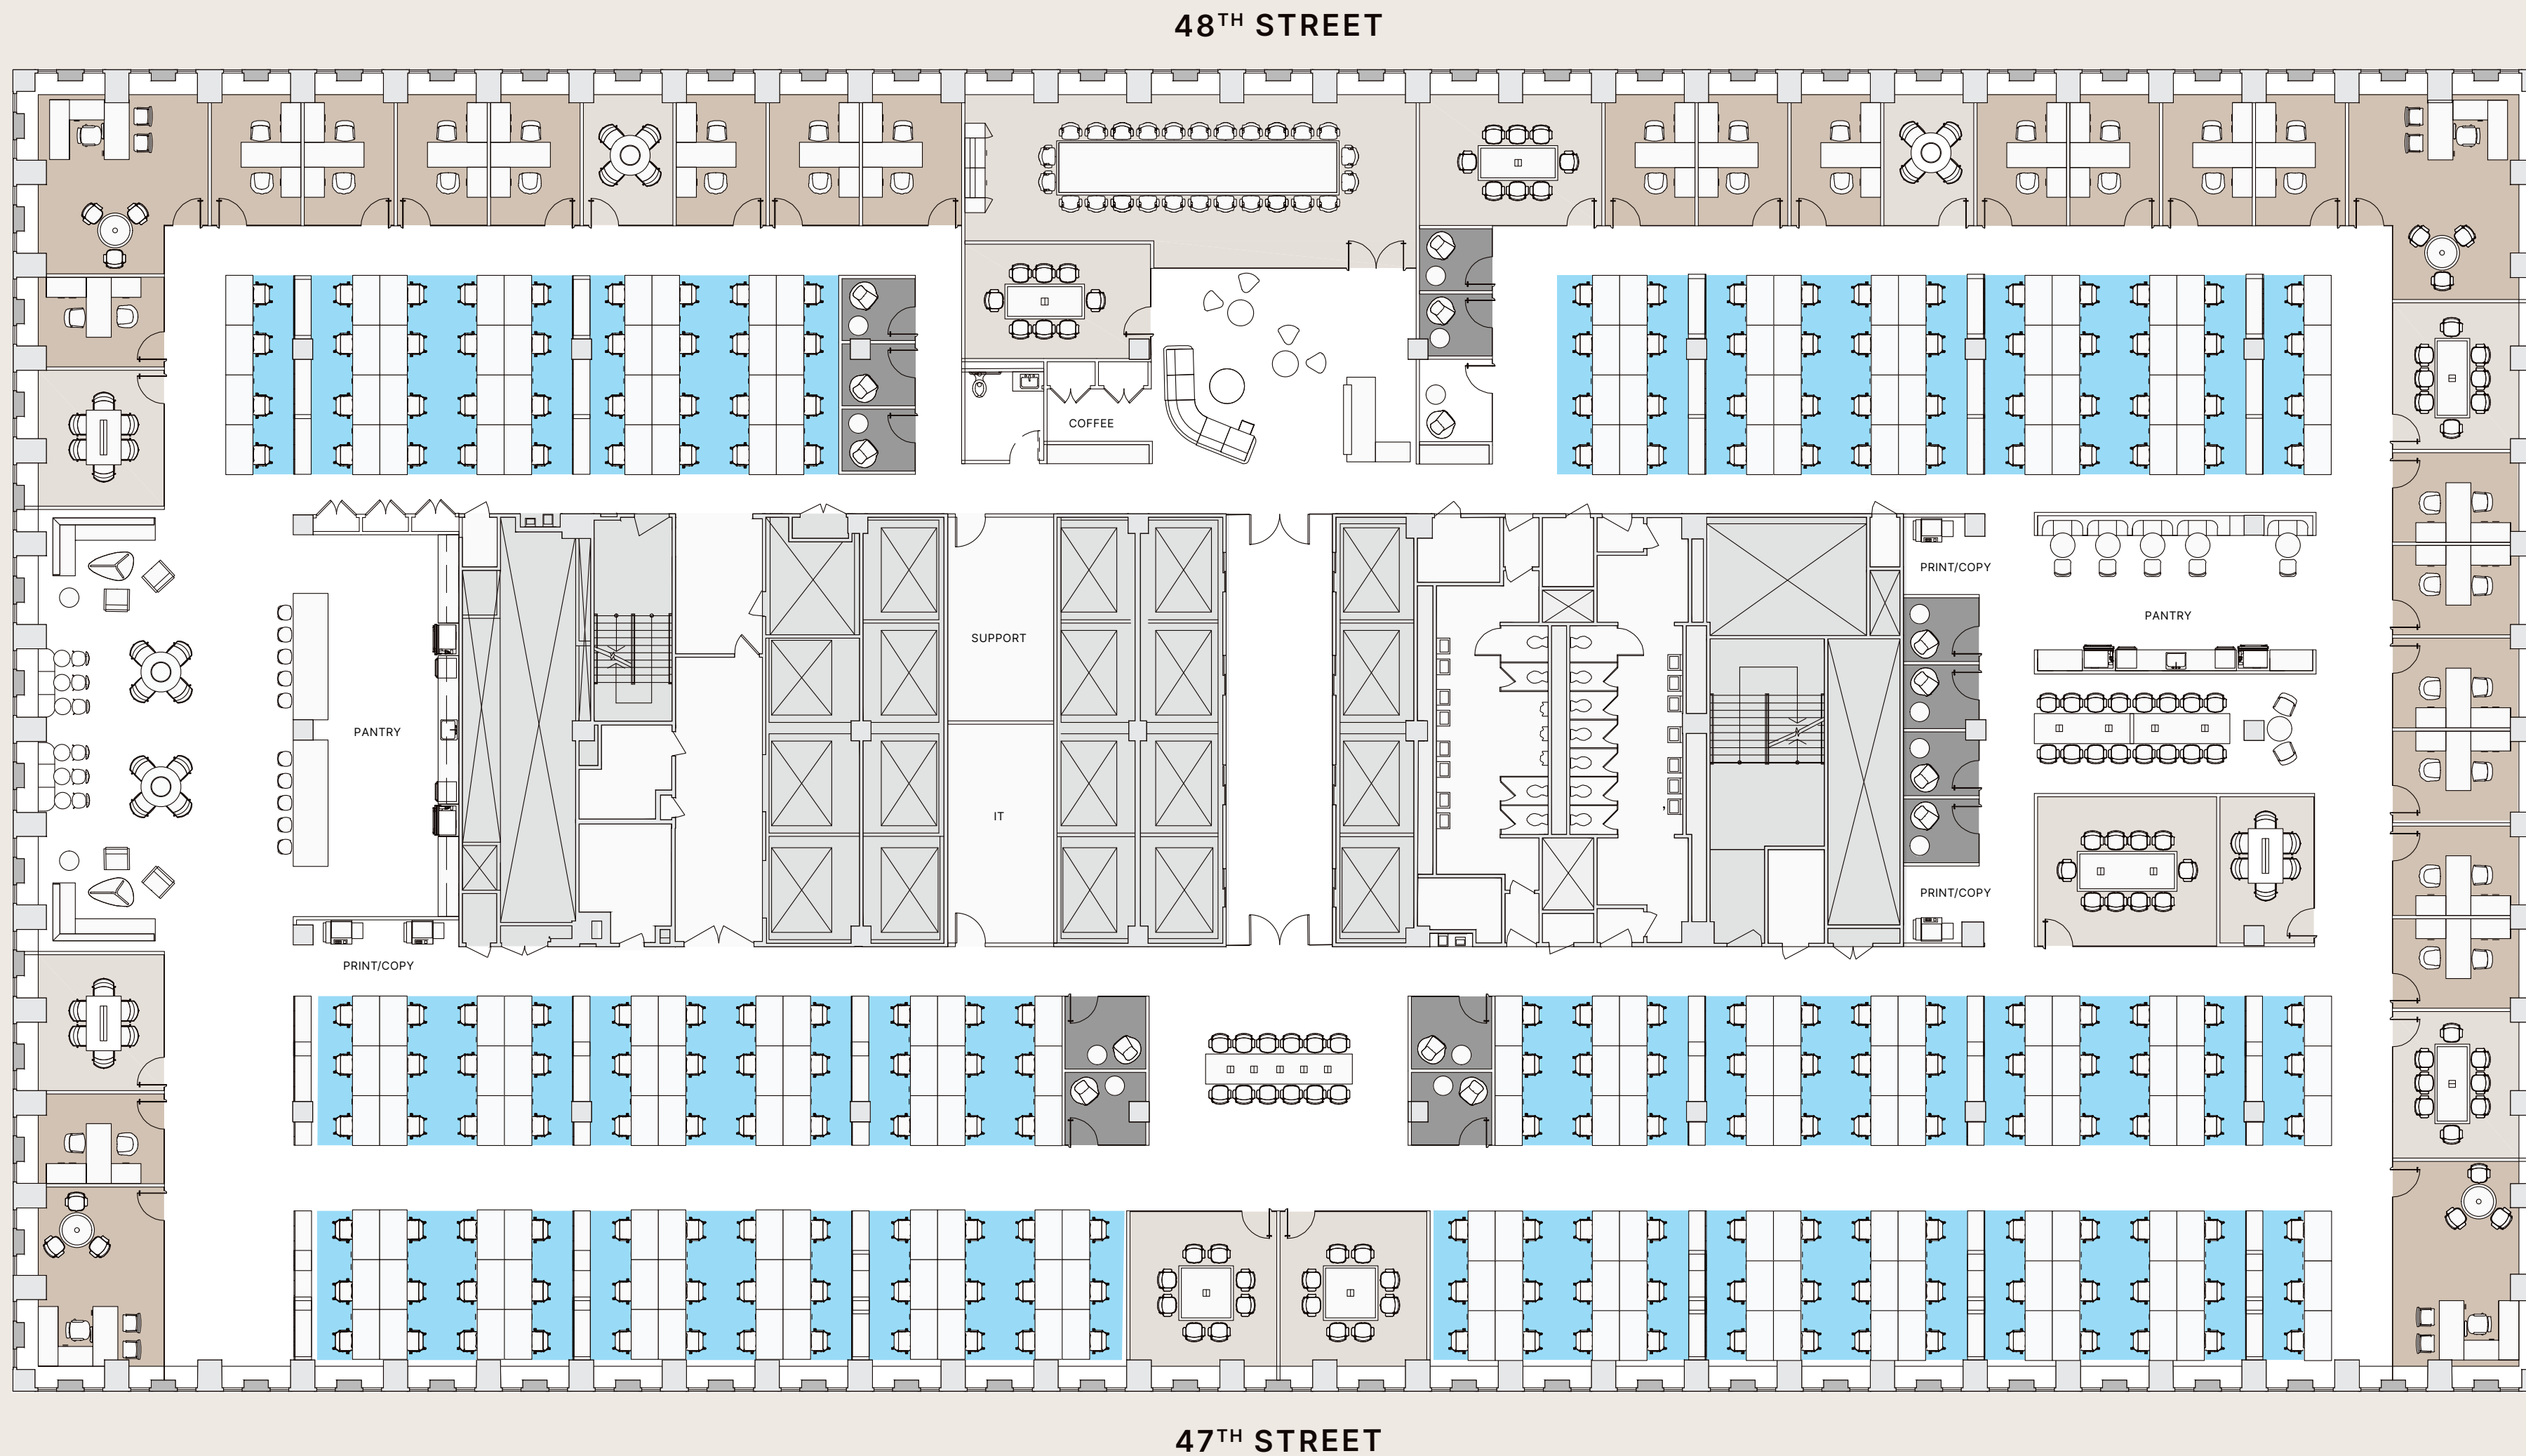 48TH STREET
COFFEE
PRINT/COPY
PANTRY
SUPPORT
PANTRY
IT
PRINT/COPY
PRINT/COPY
47TH STREET